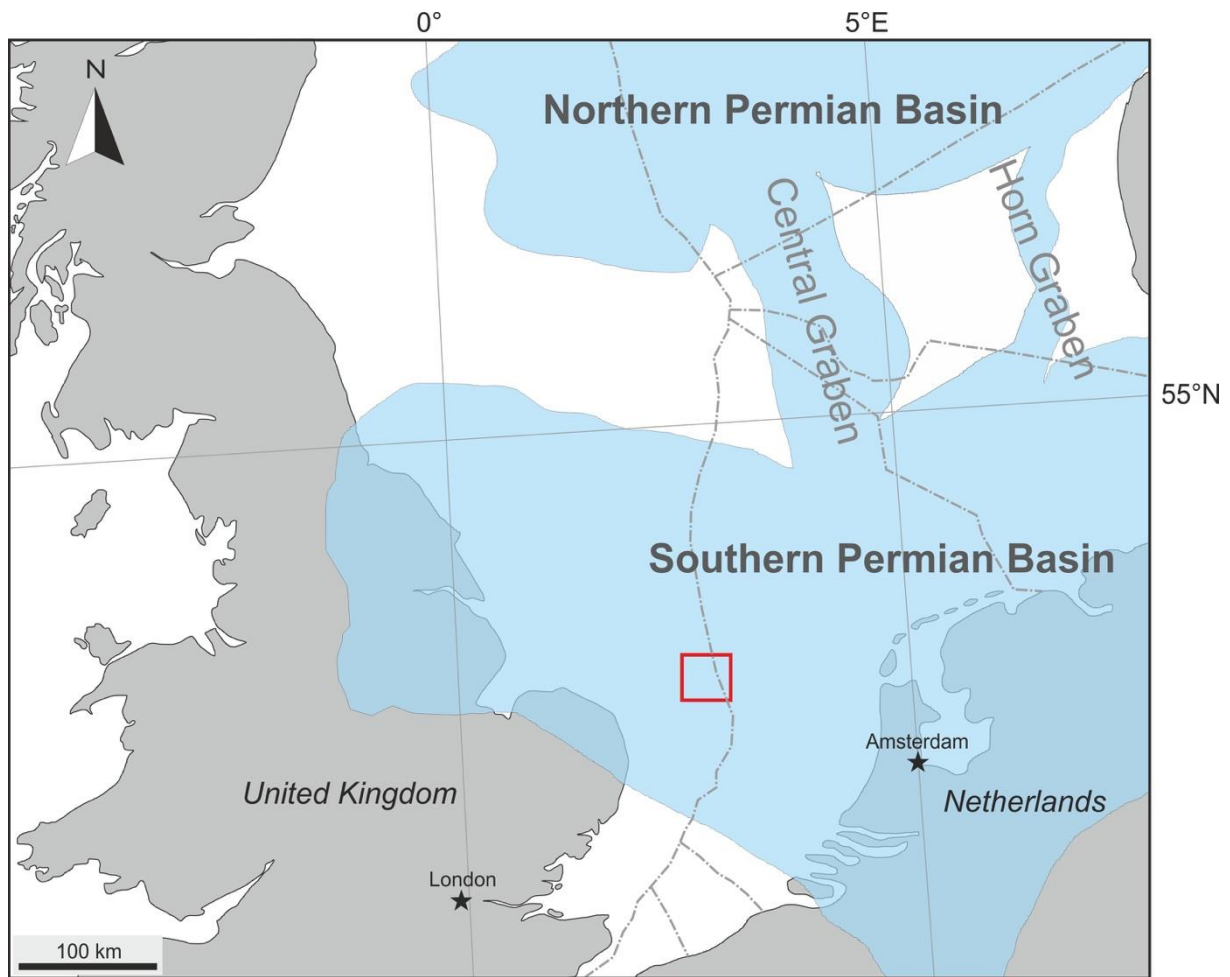 0°
5°E
N
Northern Permian Basin
Central Graben
Horn Graben
55°N
Southern Permian Basin
Amsterdam
United Kingdom
Netherlands
London
100 km